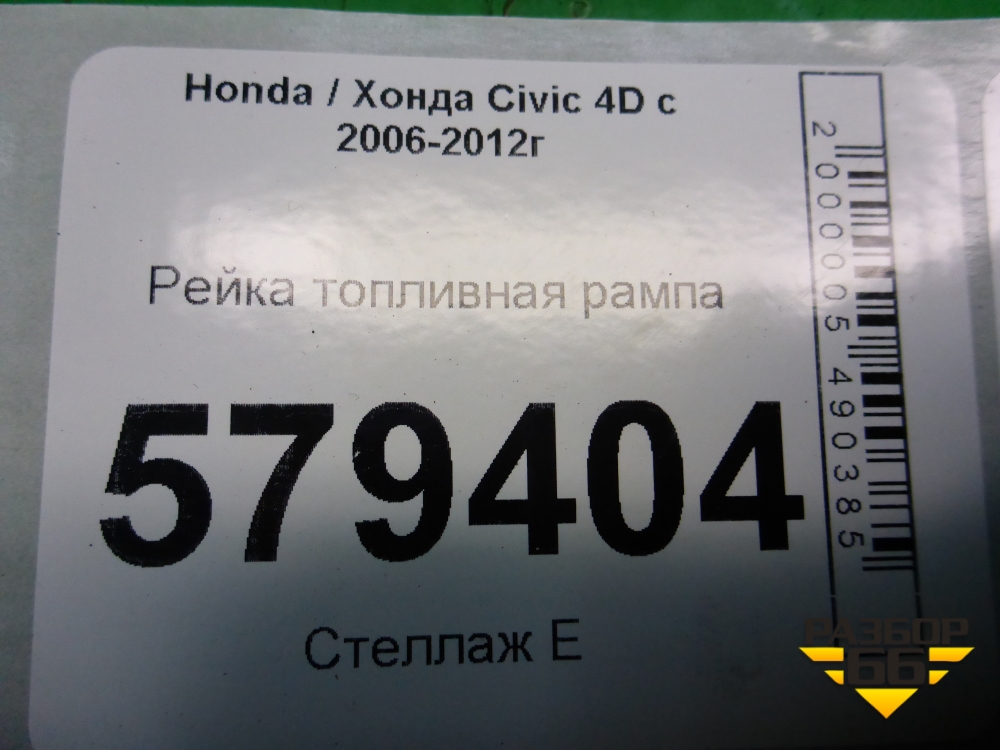 Honda / Хонда Civic 4D с
2006-2012г
Рейка топливная рампа
579404
Стеллаж Е
2000005490385
РАЗБОР
66